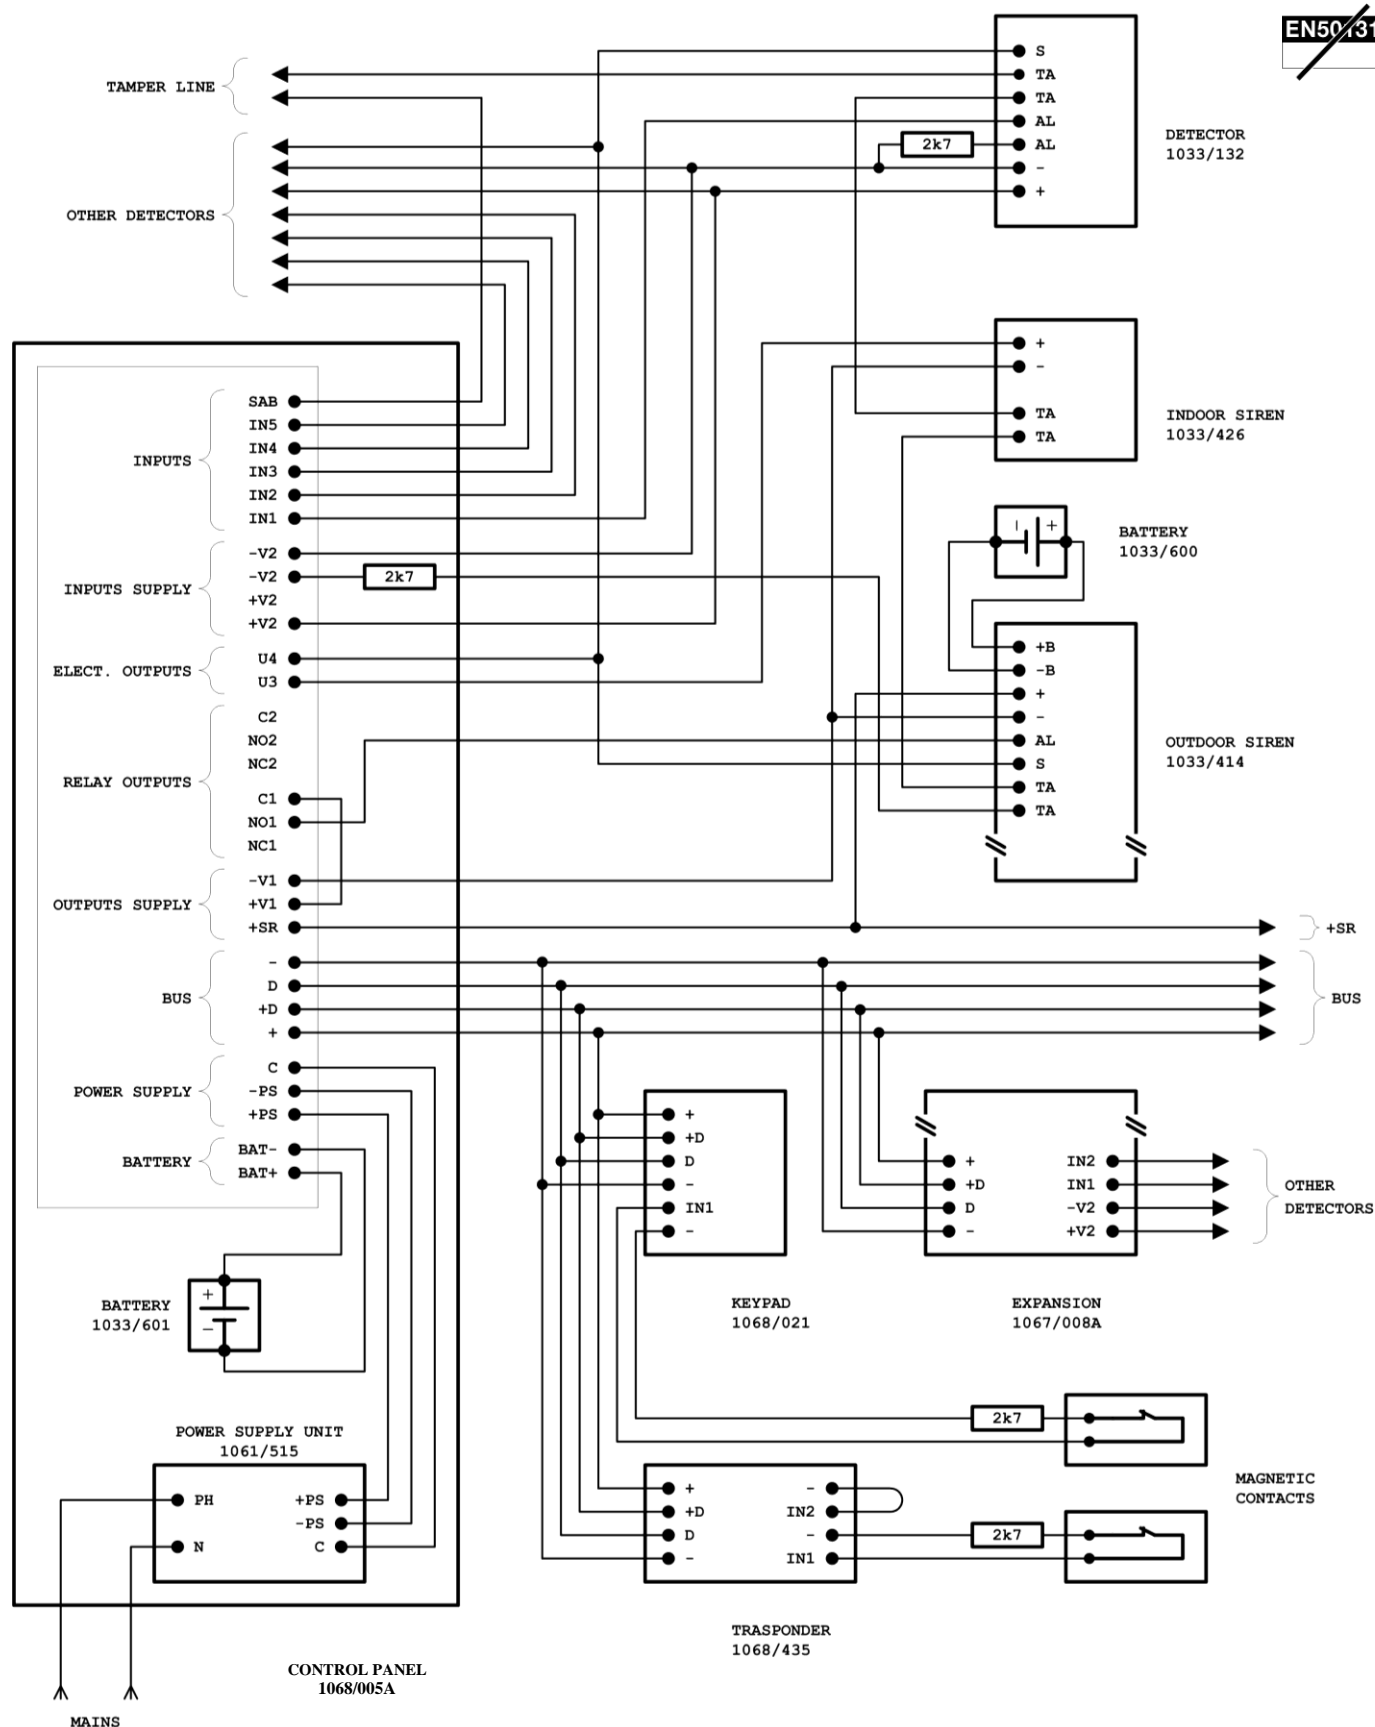 EN50131
S
TAMPER LINE
TA
TA
AL
2k7
AL
DETECTOR
1033/132
-
+
OTHER DETECTORS
+
-
SAB
TA
INDOOR SIREN
1033/426
IN5
TA
IN4
INPUTS
IN3
IN2
IN1
- +
BATTERY
1033/600
-V2
-V2
2k7
INPUTS SUPPLY
+V2
+V2
+B
U4
-B
ELECT. OUTPUTS
U3
+
C2
-
NO2
AL
OUTDOOR SIREN
1033/414
NC2
S
RELAY OUTPUTS
TA
C1
TA
NO1
NC1
-V1
OUTPUTS SUPPLY
+V1
+SR
+SR
-
D
BUS
BUS
+D
+
C
POWER SUPPLY
-PS
+PS
BATTERY
BAT-
BAT+
+
+D
D
-
IN1
-
+
+D
D
-
IN2
IN1
-V2
+V2
OTHER
DETECTORS
+
-
BATTERY
1033/601
KEYPAD
1068/021
EXPANSION
1067/008A
2k7
POWER SUPPLY UNIT
1061/515
PH
N
+PS
-PS
C
+
+D
D
-
-
IN2
-
IN1
2k7
MAGNETIC
CONTACTS
TRASPONDER
1068/435
CONTROL PANEL
1068/005A
MAINS